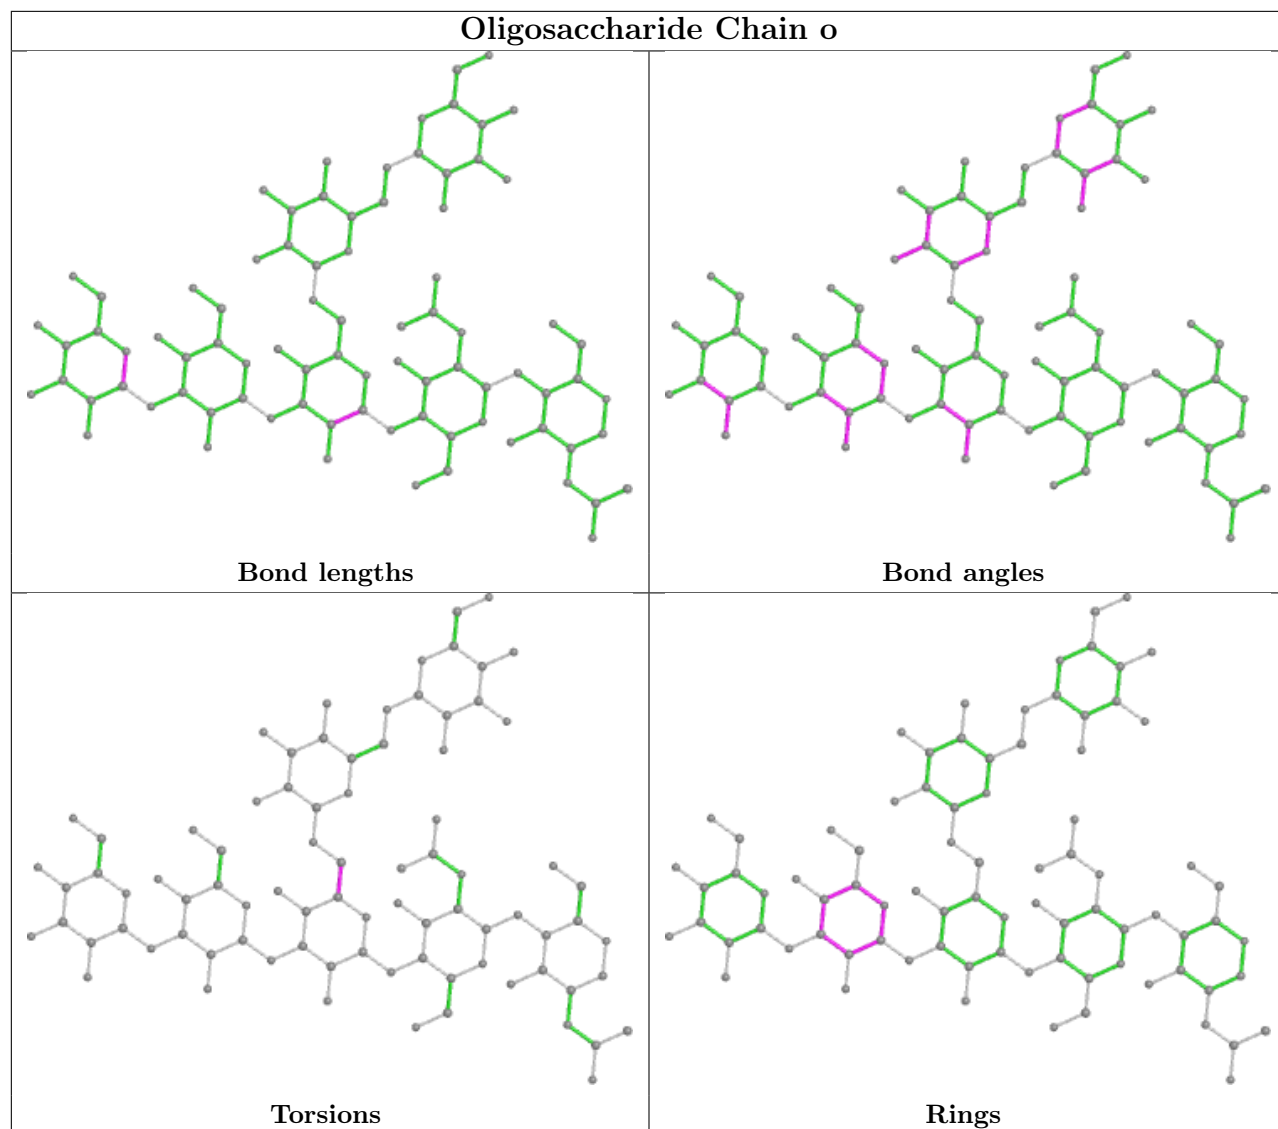 Oligosaccharide Chain o
Bond lengths
Bond angles
Torsions
Rings